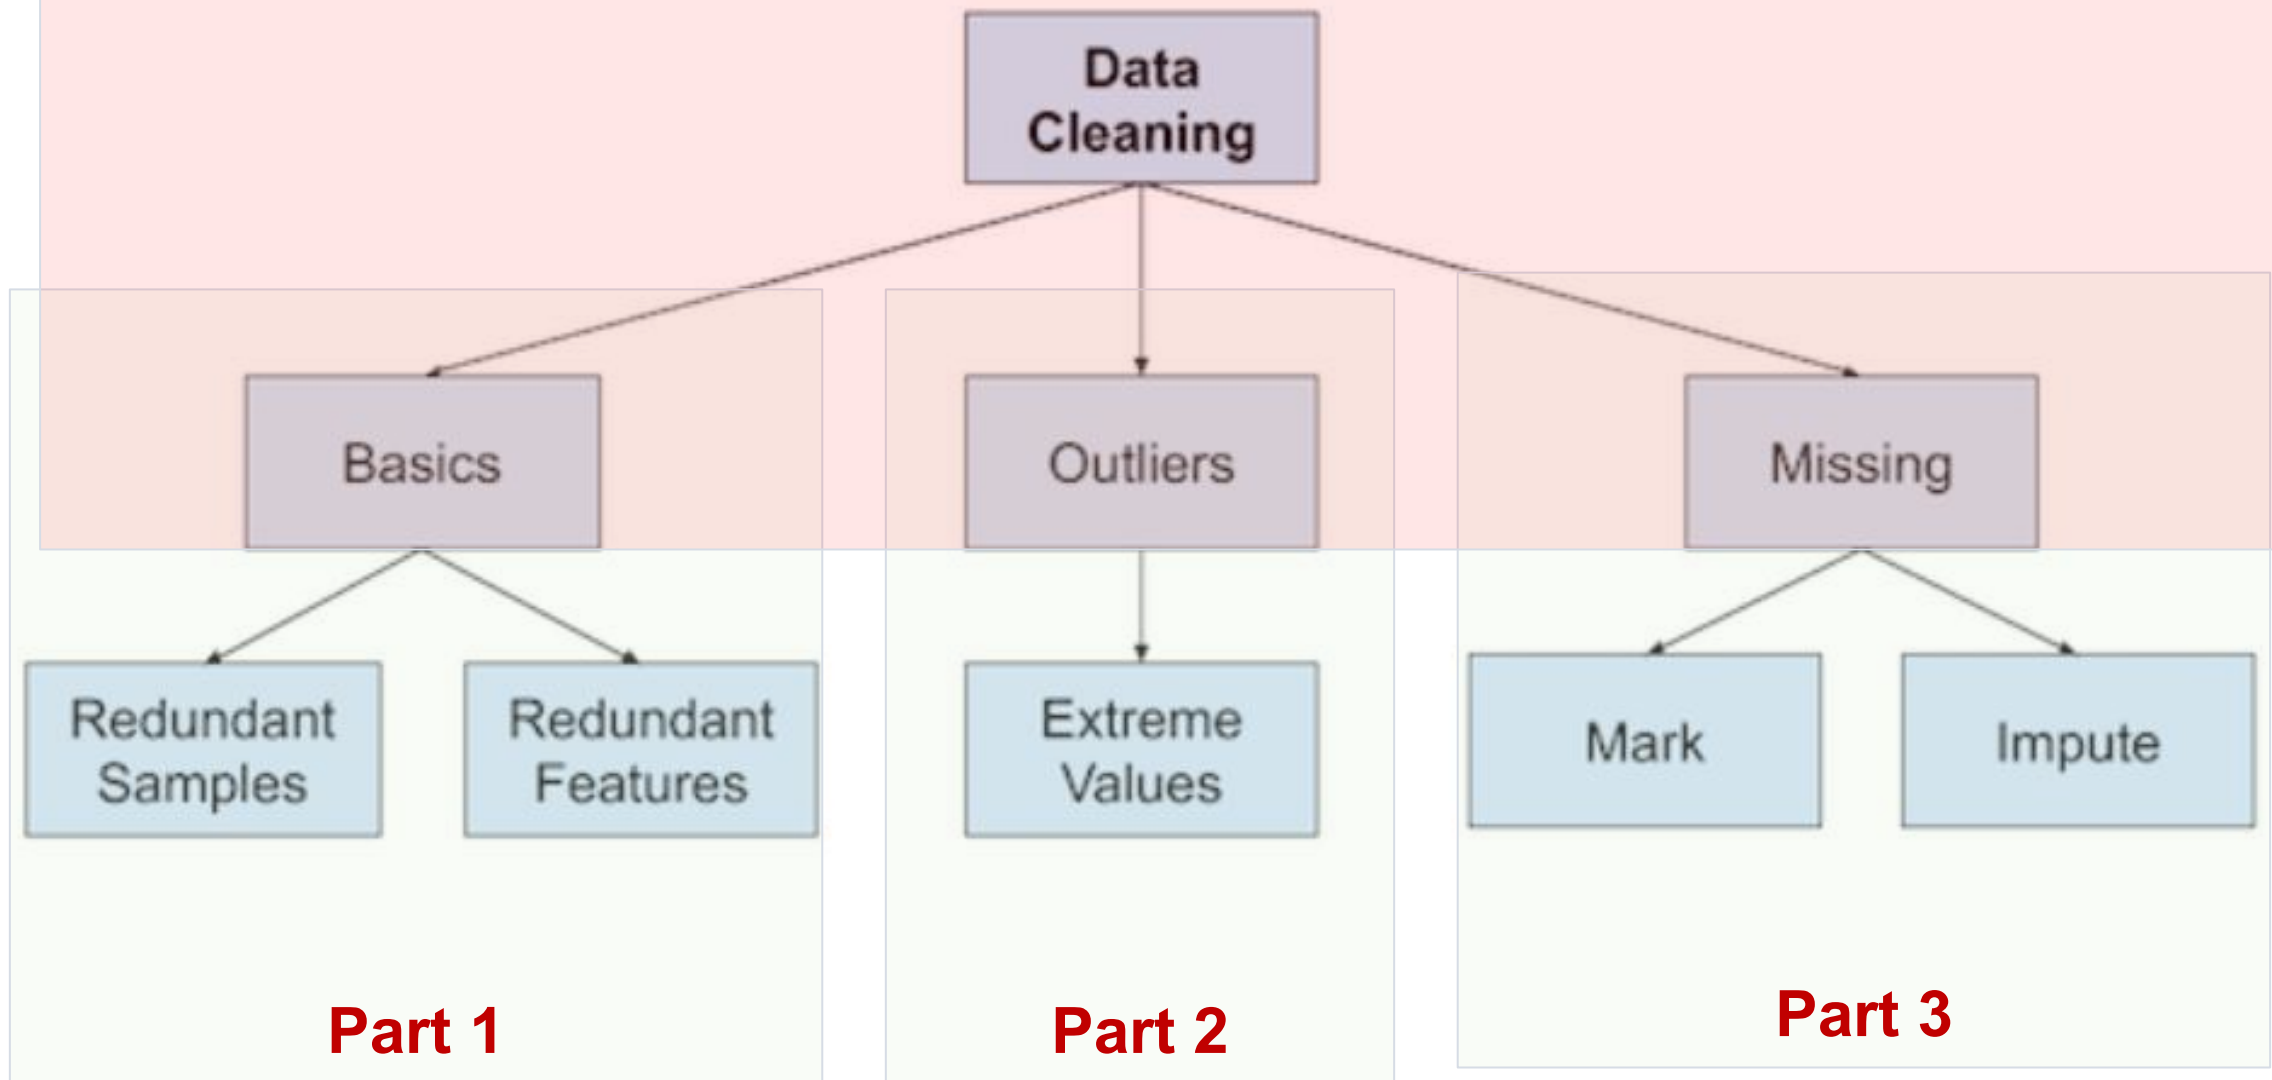 Data
Cleaning
Basics
Outliers
Missing
Redundant
Samples
Redundant
Features
Extreme
Values
Mark
Impute
Part 1
Part 2
Part 3